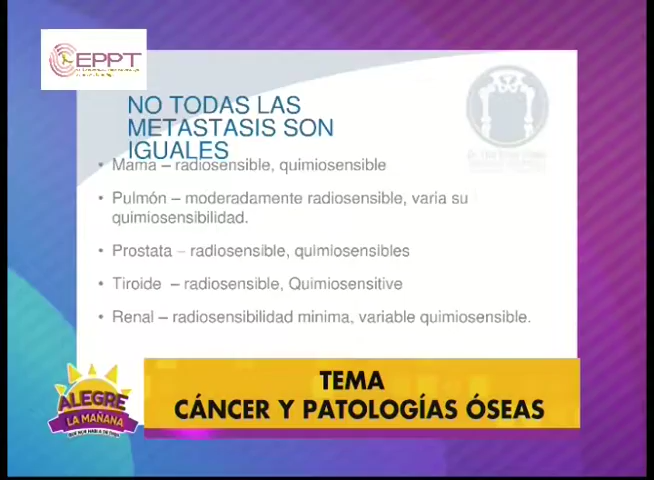 CEPPT
NO TODAS LAS
METASTASIS SON
IGUALES
• Mama – radiosensible, quimiosensible
• Pulmón – moderadamente radiosensible, varia su
quimiosensibilidad.
• Prostata – radiosensible, quimiosensibles
• Tiroide – radiosensible, Quimiosensitive
• Renal – radiosensibilidad minima, variable quimiosensible.
ALEGRE
LA MAÑANA
TEMA
CÁNCER Y PATOLOGÍAS ÓSEAS